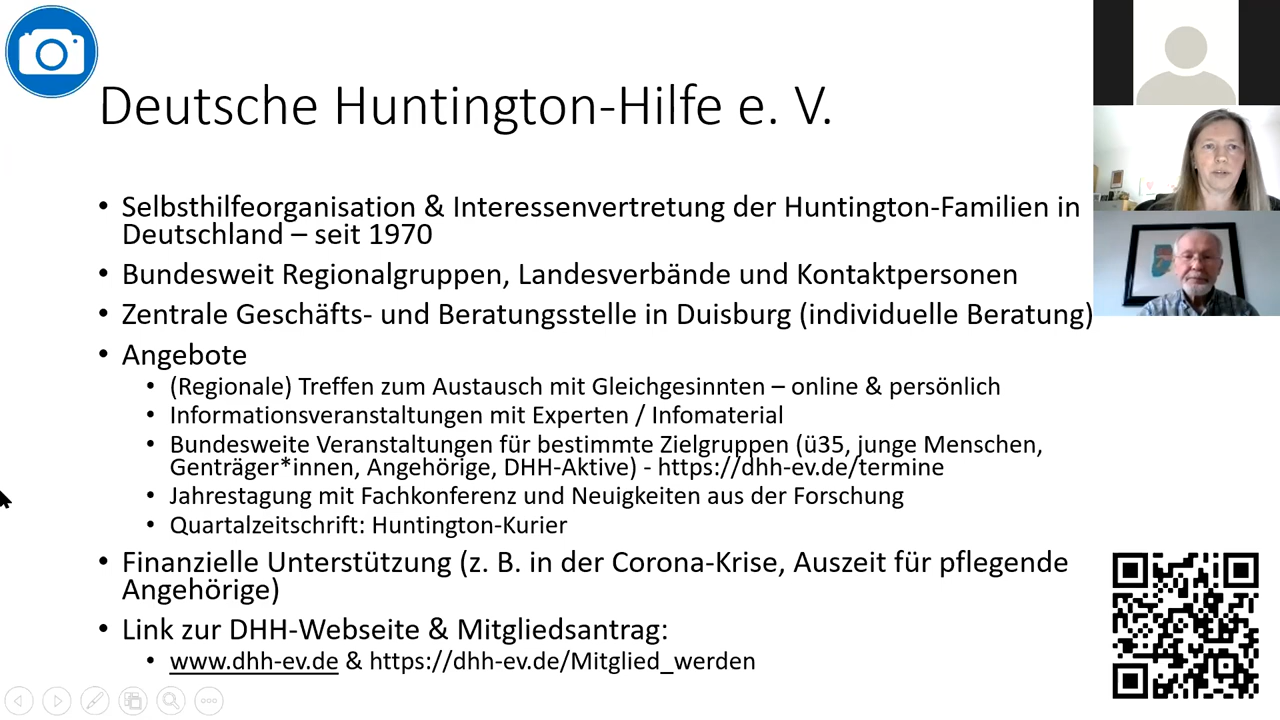 Deutsche Huntington-Hilfe e. V.
• Selbsthilfeorganisation & Interessenvertretung der Huntington-Familien in
Deutschland – seit 1970
• Bundesweit Regionalgruppen, Landesverbände und Kontaktpersonen
• Zentrale Geschäfts- und Beratungsstelle in Duisburg (individuelle Beratung)
• Angebote
• (Regionale) Treffen zum Austausch mit Gleichgesinnten – online & persönlich
• Informationsveranstaltungen mit Experten / Infomaterial
• Bundesweite Veranstaltungen für bestimmte Zielgruppen (ü35, junge Menschen,
Genträger*innen, Angehörige, DHH-Aktive) - https://dhh-ev.de/termine
• Jahrestagung mit Fachkonferenz und Neuigkeiten aus der Forschung
• Quartalzeitschrift: Huntington-Kurier
• Finanzielle Unterstützung (z. B. in der Corona-Krise, Auszeit für pflegende
Angehörige)
• Link zur DHH-Webseite & Mitgliedsantrag:
• www.dhh-ev.de & https://dhh-ev.de/Mitglied_werden